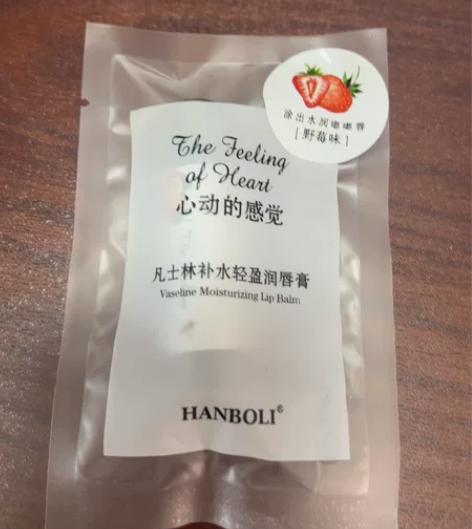 涂出水润嘟嘟唇
[野莓味]
The Feeling
of Heart
心动的感觉
凡士林补水轻盈润唇膏
Vaseline Moisturizing Lip Balm
HANBOLI®